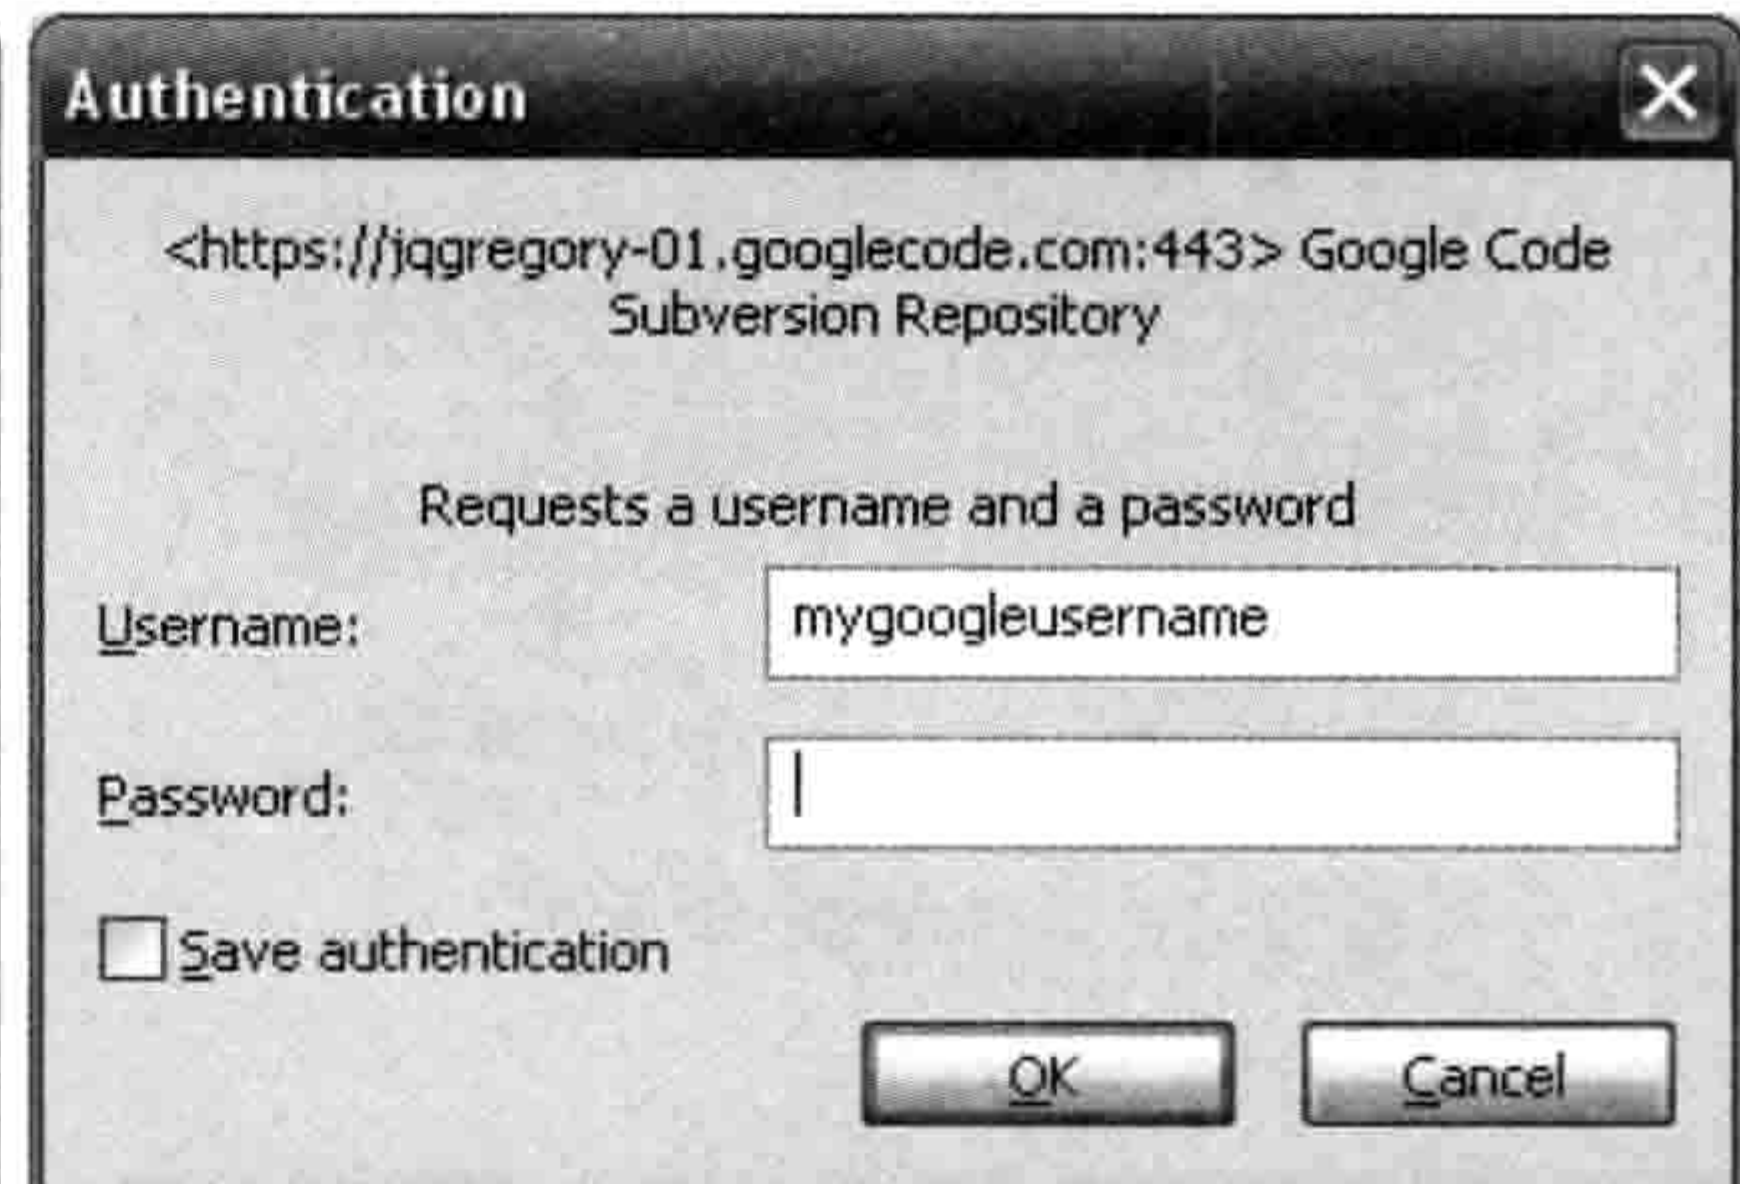 Authentication
<https://jqgregory-01.googlecode.com:443> Google Code
Subversion Repository
Requests a username and a password
Username:
mygoogleusername
Password:
Save authentication
OK
Cancel